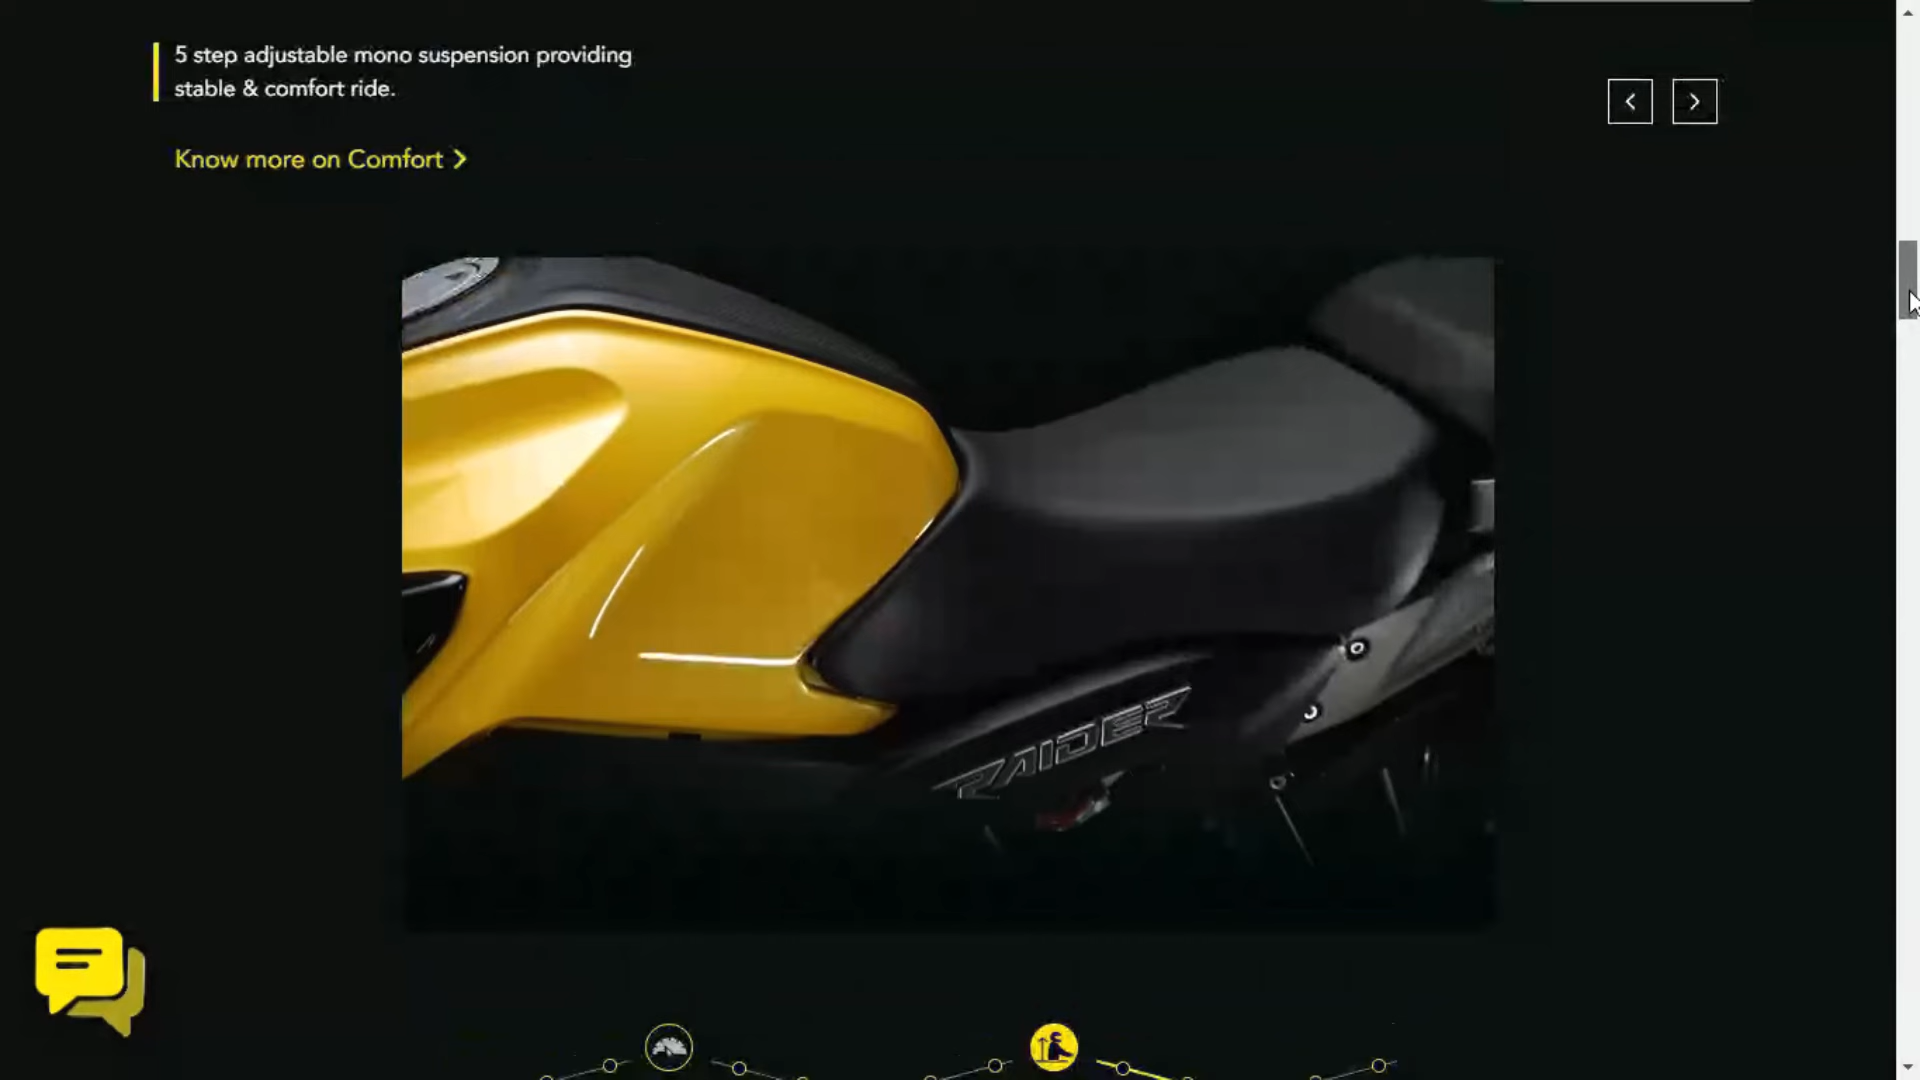 5 step adjustable mono suspension providing
stable & comfort ride.
Know more on Comfort
RAIDER